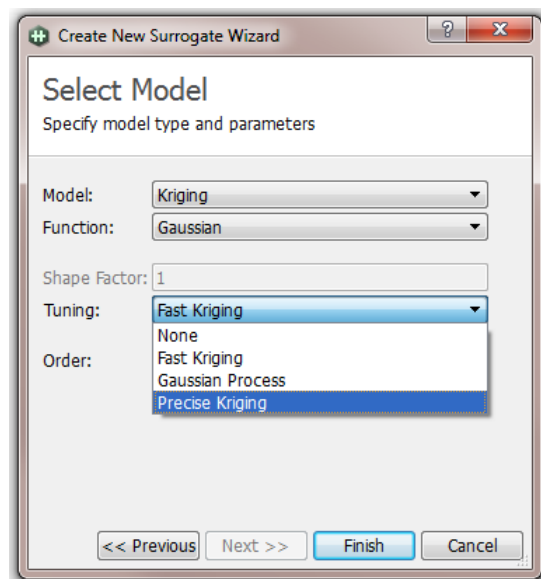 Create New Surrogate Wizard ? x
Select Model
Specify model type and parameters
Model: Kriging
Function: Gaussian
Shape Factor: 1
Tuning: Fast Kriging
None
Order: Fast Kriging
Gaussian Process
Precise Kriging
<< Previous Next >> Finish Cancel